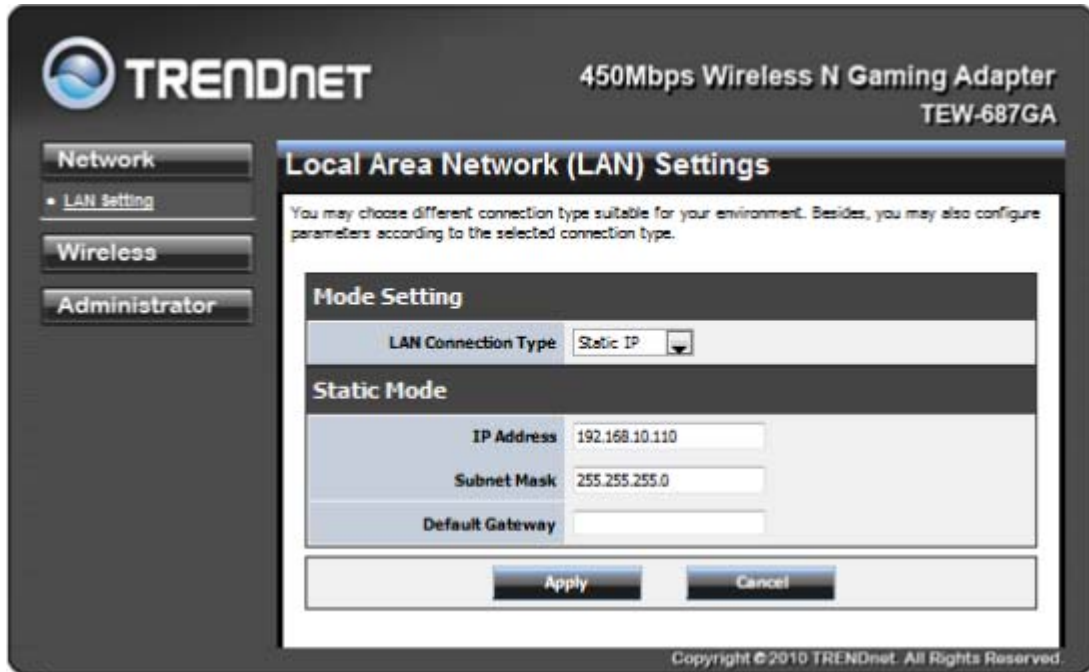 TRENDNET
450Mbps Wireless N Gaming Adapter
TEW-687GA
Network
• LAN Setting
Wireless
Administrator
Local Area Network (LAN) Settings
You may choose different connection type suitable for your environment. Besides, you may also configure
parameters according to the selected connection type.
Mode Setting
LAN Connection Type Static IP
Static Mode
IP Address 192.168.10.110
Subnet Mask 255.255.255.0
Default Gateway
Apply Cancel
Copyright © 2010 TRENDnet. All Rights Reserved.